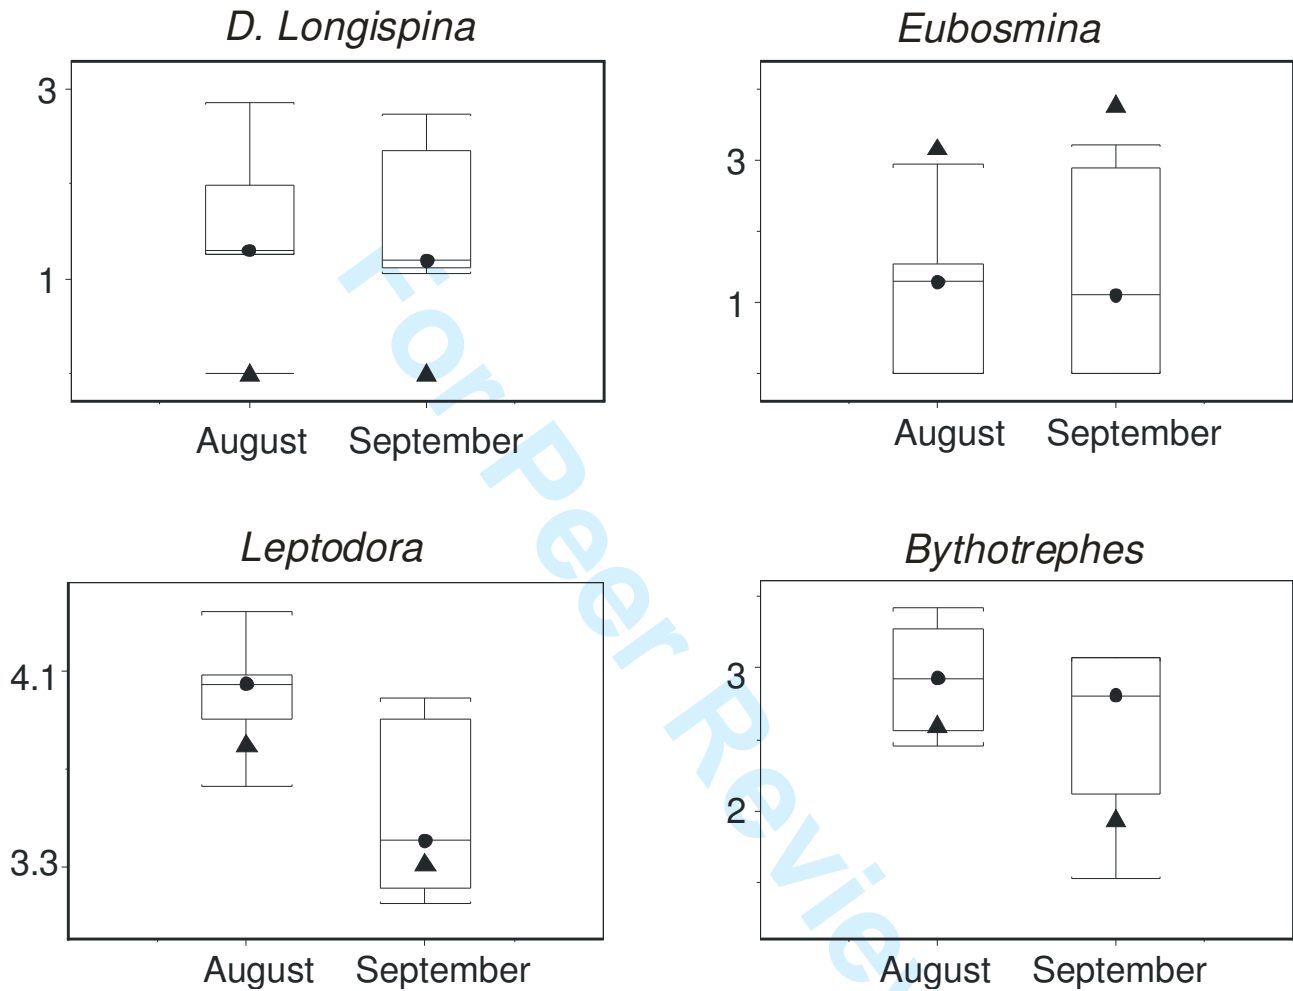 D. Longispina
3
1
August September
Eubosmina
3
1
August September
Leptodora
4.1
3.3
August September
Bythotrephes
3
2
August September
For Peer Review